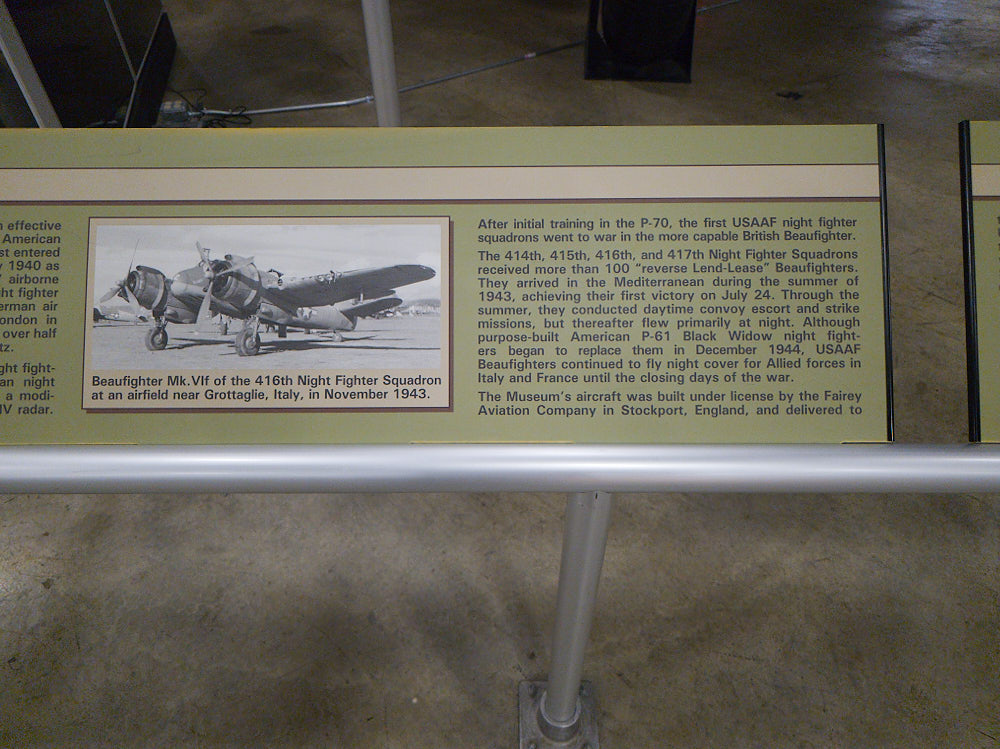 effective
American
entered
1940 as
airborne
fighter
air
in
over half
fight-
night
a modi-
IV radar.
Beaufighter Mk.VIf of the 416th Night Fighter Squadron
at an airfield near Grottaglie, Italy, in November 1943.
After initial training in the P-70, the first USAAF night fighter
squadrons went to war in the more capable British Beaufighter.
The 414th, 415th, 416th, and 417th Night Fighter Squadrons
received more than 100 “reverse Lend-Lease” Beaufighters.
They arrived in the Mediterranean during the summer of
1943, achieving their first victory on July 24. Through the
summer, they conducted daytime convoy escort and strike
missions, but thereafter flew primarily at night. Although
purpose-built American P-61 Black Widow night fight-
ers began to replace them in December 1944, USAAF
Beaufighters continued to fly night cover for Allied forces in
Italy and France until the closing days of the war.
The Museum's aircraft was built under license by the Fairey
Aviation Company in Stockport, England, and delivered to